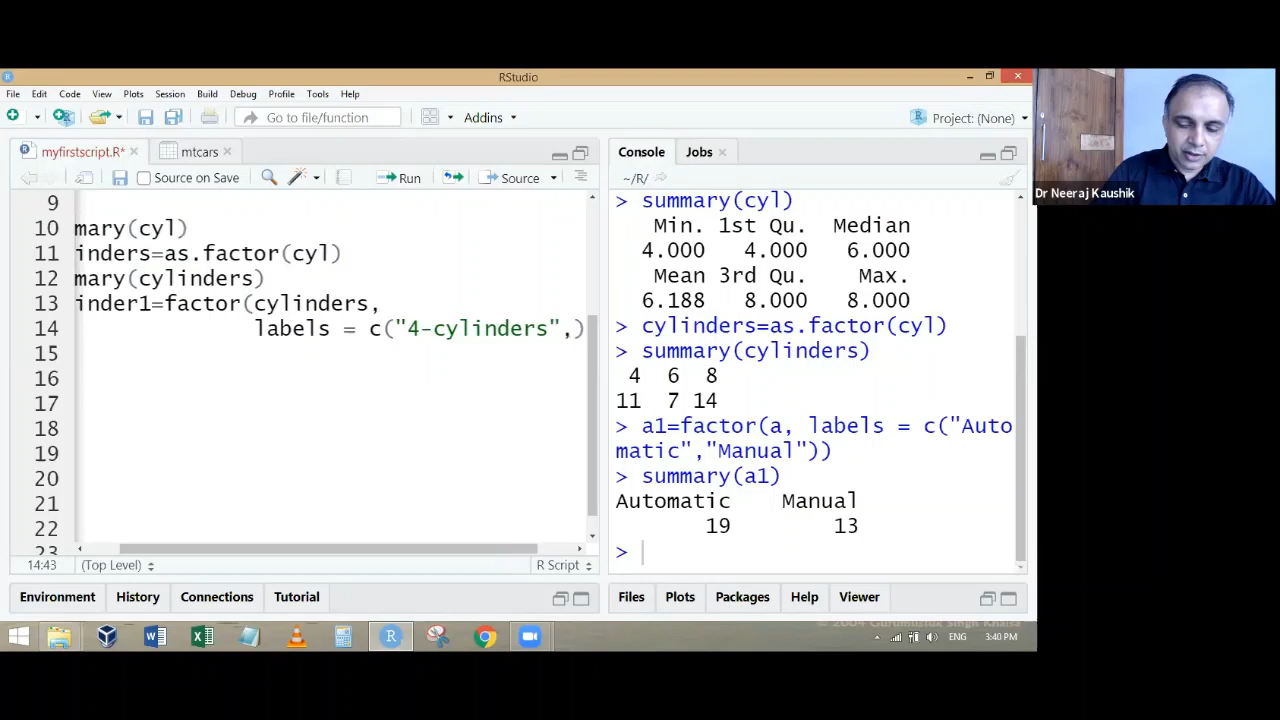 RStudio
File Edit Code View Plots Session Build Debug Profile Tools Help
Go to file/function Addins Project: (None)
myfirstscript.R* mtcars
Source on Save Run Source
9
10 mary(cyl)
11 inders=as.factor(cyl)
12 mary(cylinders)
13 inder1=factor(cylinders,
14 labels = c("4-cylinders",)
15
16
17
18
19
20
21
22
23
14:43 (Top Level) R Script
Environment History Connections Tutorial
Console Jobs
~/R/
> summary(cyl)
Min. 1st Qu. Median
4.000 4.000 6.000
Mean 3rd Qu. Max.
6.188 8.000 8.000
> cylinders=as.factor(cyl)
> summary(cylinders)
4 6 8
11 7 14
> a1=factor(a, labels = c("Auto
matic","Manual"))
> summary(a1)
Automatic Manual
19 13
>
Files Plots Packages Help Viewer
Dr Neeraj Kaushik
© 2004 Gurumustuk Singh Khalsa
ENG 3:40 PM